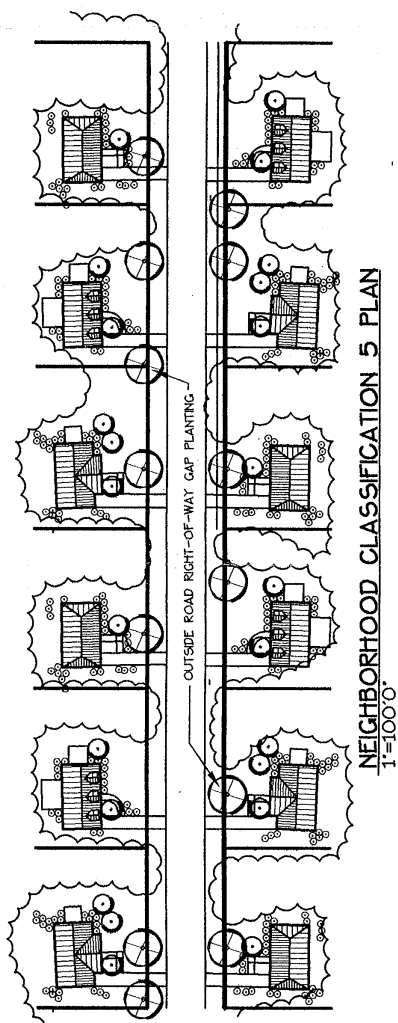 OUTSIDE ROAD RIGHT-OF-WAY GAP PLANTING
NEIGHBORHOOD CLASSIFICATION 5 PLAN
1"=100'0"